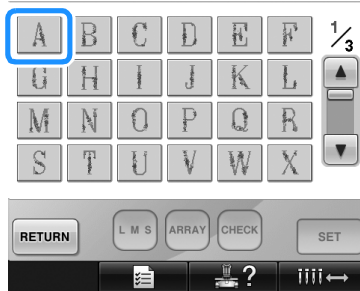 A B C D E F 1/3
G H I J K L
M N O P Q R
S T U V W X
RETURN L M S ARRAY CHECK SET
?